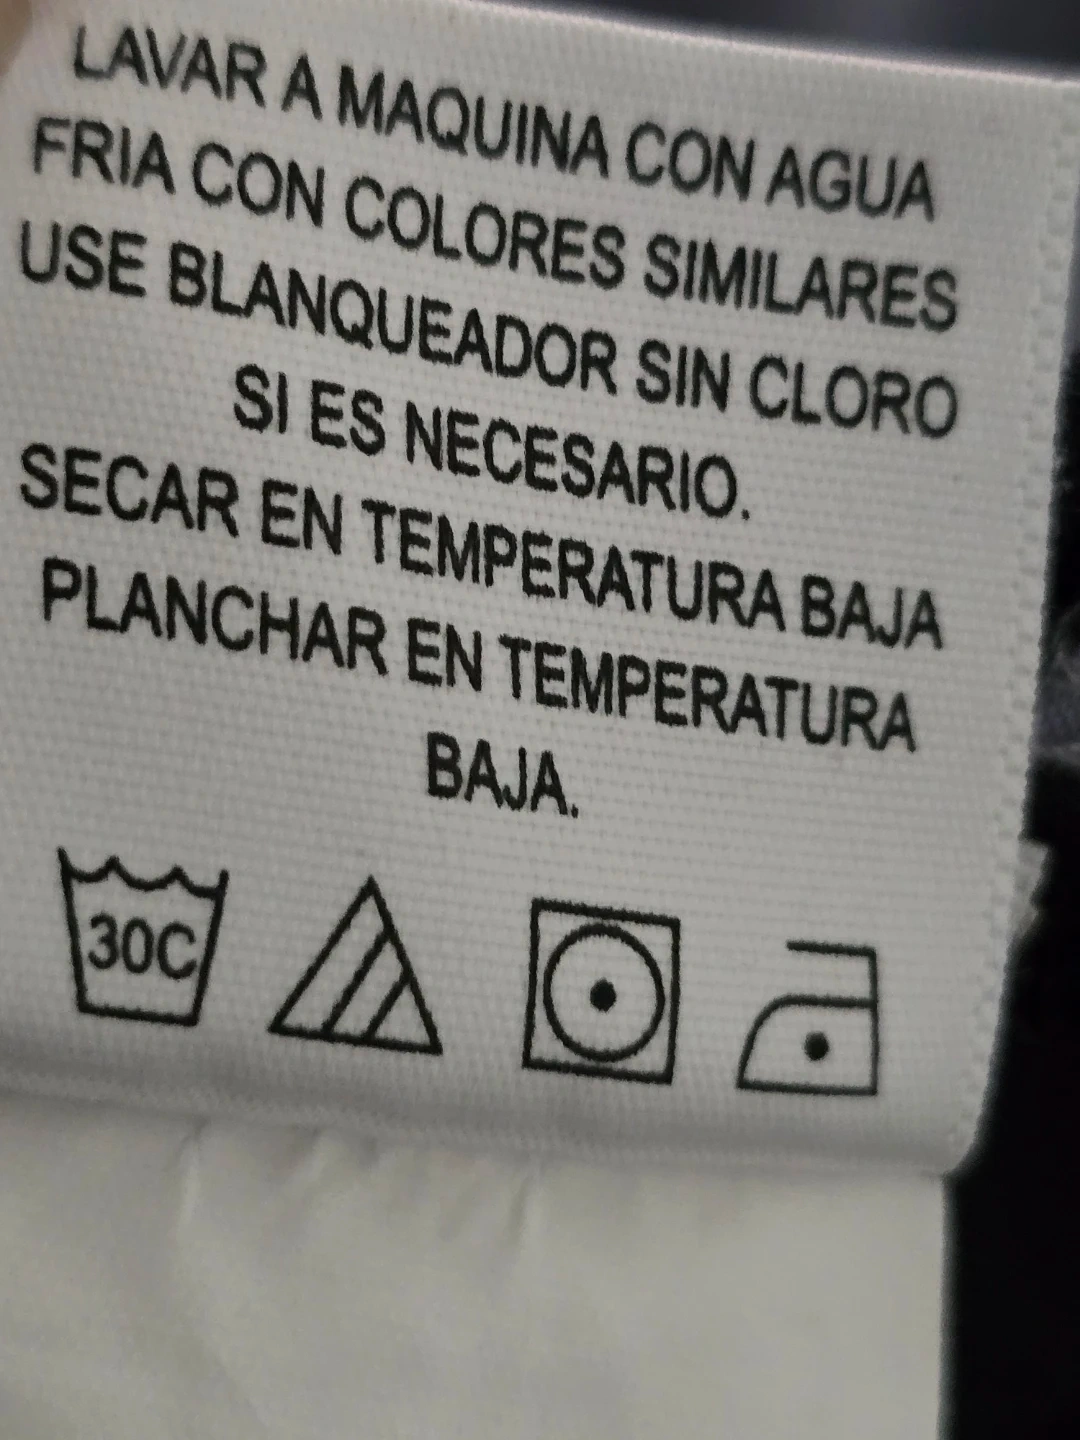 LAVAR A MAQUINA CON AGUA
FRIA CON COLORES SIMILARES
USE BLANQUEADOR SIN CLORO
SI ES NECESARIO.
SECAR EN TEMPERATURA BAJA
PLANCHAR EN TEMPERATURA
BAJA.
30C